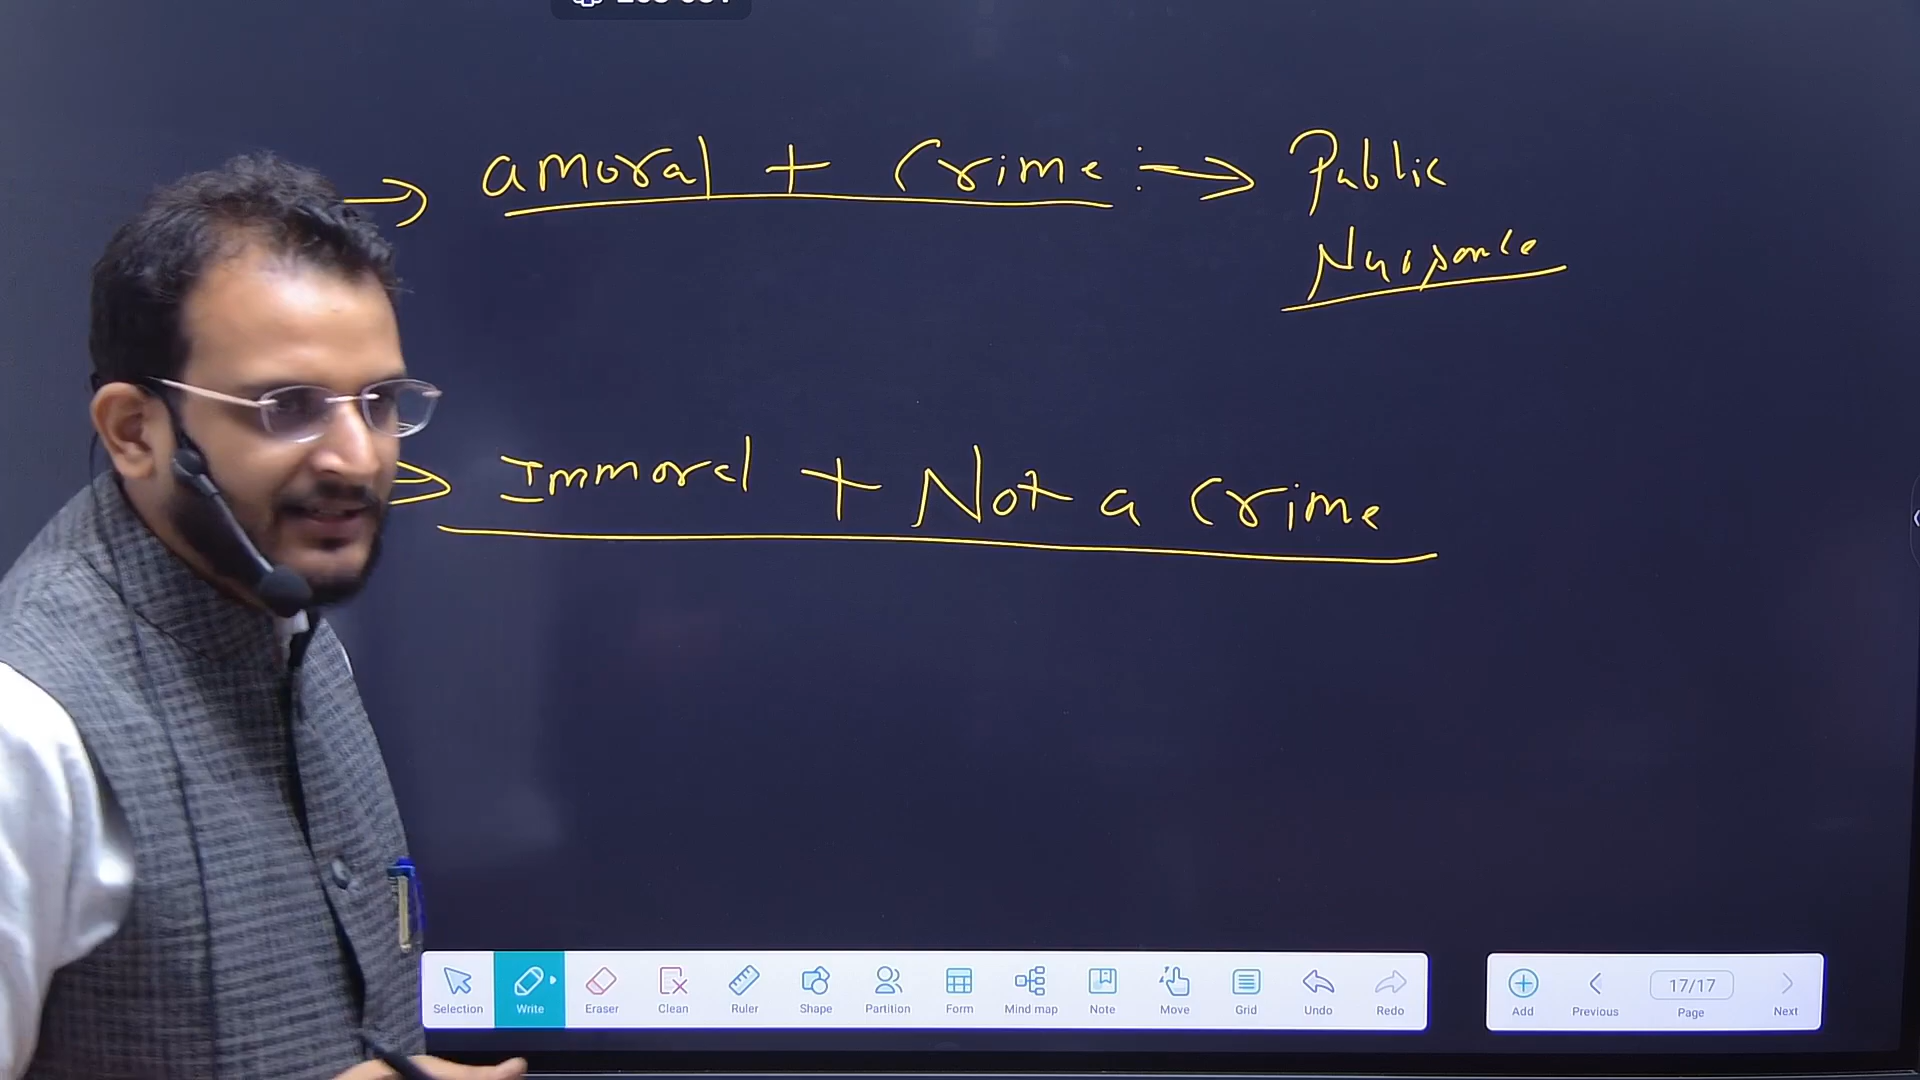 → amoral + Crime :→ Public
Nuisance
→ Immoral + Not a Crime
Selection Write Eraser Clean Ruler Shape Partition Form Mind map Note Move Grid Undo Redo
Add Previous 17/17 Page Next